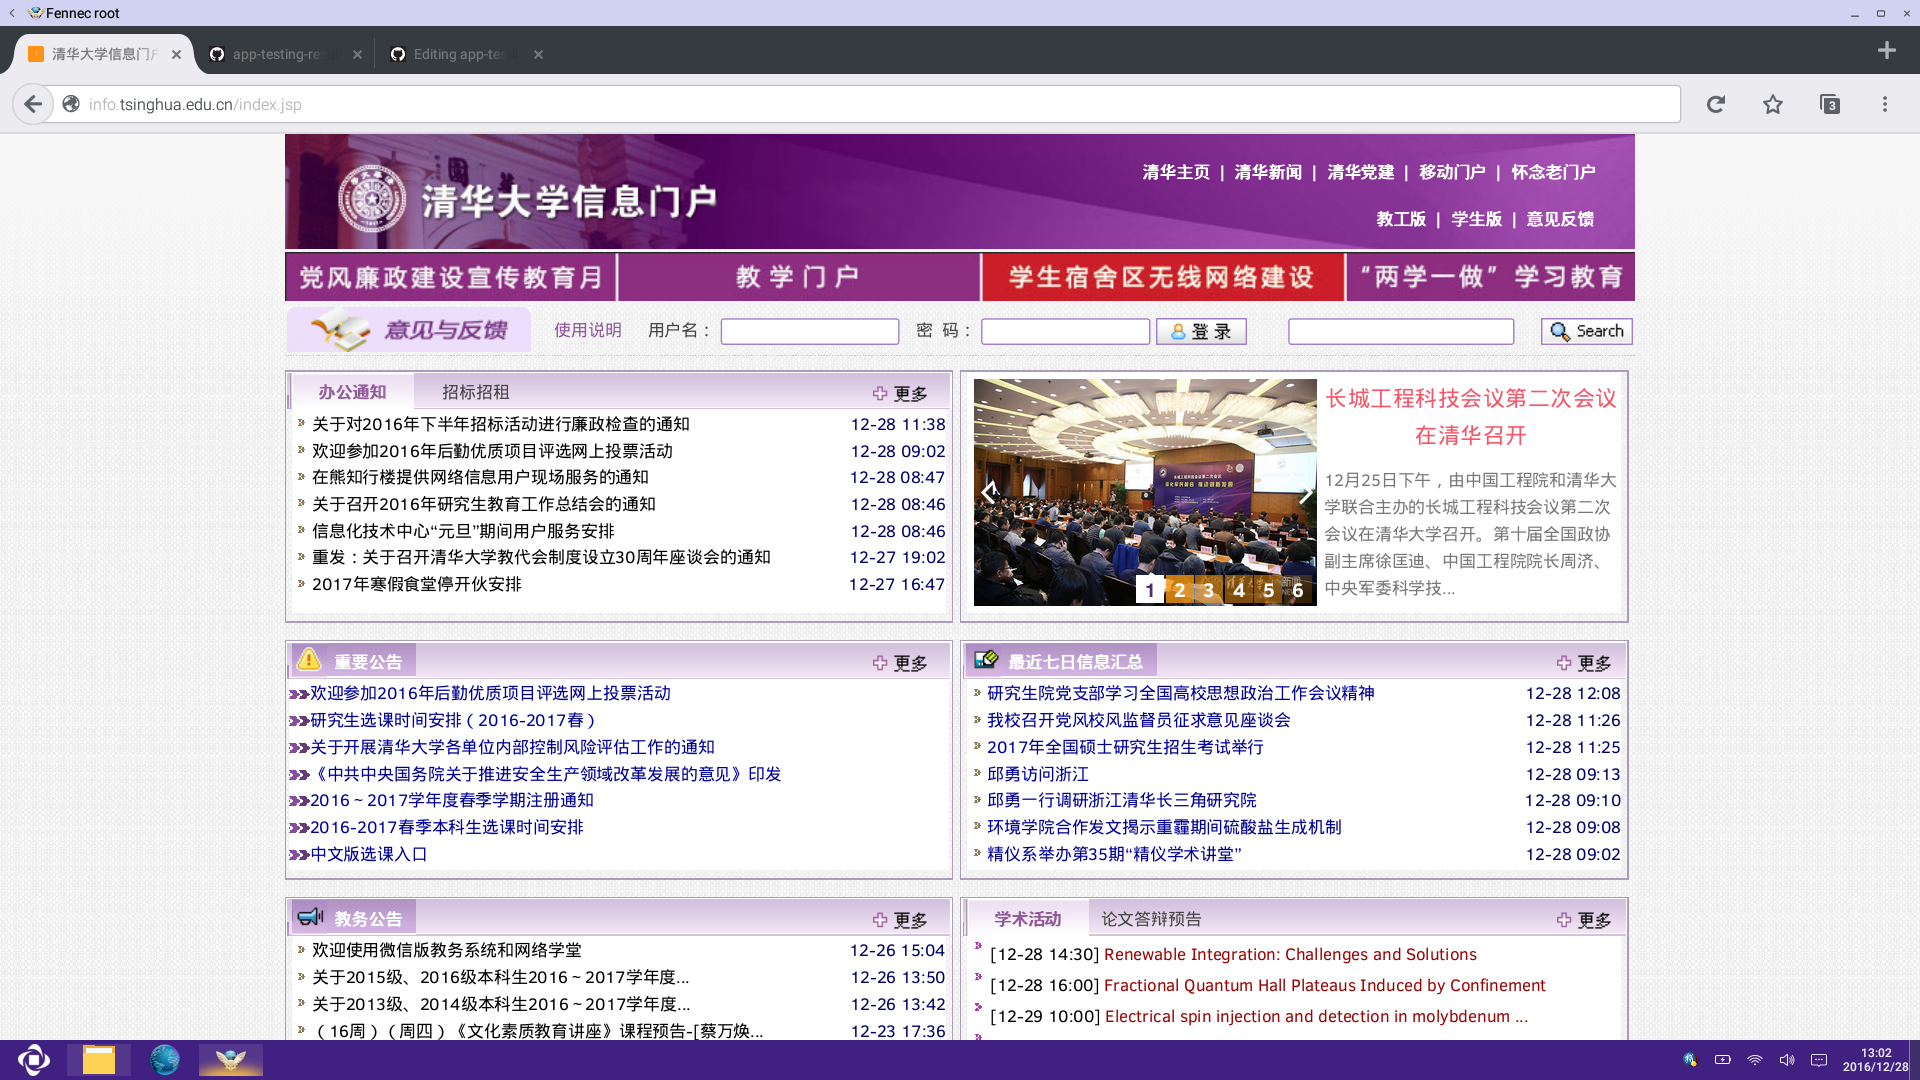 Fennec root
清华大学信息门户
app-testing-re
Editing app-te
info.tsinghua.edu.cn/index.jsp
3
清华大学信息门户
清华主页 | 清华新闻 | 清华党建 | 移动门户 | 怀念老门户
教工版 | 学生版 | 意见反馈
党风廉政建设宣传教育月
教学门户
学生宿舍区无线网络建设
“两学一做”学习教育
意见与反馈
使用说明 用户名： 密 码： 登 录 Search
办公通知 招标招租 更多
关于对2016年下半年招标活动进行廉政检查的通知 12-28 11:38
欢迎参加2016年后勤优质项目评选网上投票活动 12-28 09:02
在熊知行楼提供网络信息用户现场服务的通知 12-28 08:47
关于召开2016年研究生教育工作总结会的通知 12-28 08:46
信息化技术中心“元旦”期间用户服务安排 12-28 08:46
重发：关于召开清华大学教代会制度设立30周年座谈会的通知 12-27 19:02
2017年寒假食堂停开伙安排 12-27 16:47
1 2 3 4 5 6
长城工程科技会议第二次会议
在清华召开
12月25日下午，由中国工程院和清华大
学联合主办的长城工程科技会议第二次
会议在清华大学召开。第十届全国政协
副主席徐匡迪、中国工程院院长周济、
中央军委科学技...
重要公告 更多
欢迎参加2016年后勤优质项目评选网上投票活动
研究生选课时间安排（2016-2017春）
关于开展清华大学各单位内部控制风险评估工作的通知
《中共中央国务院关于推进安全生产领域改革发展的意见》印发
2016～2017学年度春季学期注册通知
2016-2017春季本科生选课时间安排
中文版选课入口
最近七日信息汇总 更多
研究生院党支部学习全国高校思想政治工作会议精神 12-28 12:08
我校召开党风校风监督员征求意见座谈会 12-28 11:26
2017年全国硕士研究生招生考试举行 12-28 11:25
邱勇访问浙江 12-28 09:13
邱勇一行调研浙江清华长三角研究院 12-28 09:10
环境学院合作发文揭示重霾期间硫酸盐生成机制 12-28 09:08
精仪系举办第35期“精仪学术讲堂” 12-28 09:02
教务公告 更多
欢迎使用微信版教务系统和网络学堂 12-26 15:04
关于2015级、2016级本科生2016～2017学年度... 12-26 13:50
关于2013级、2014级本科生2016～2017学年度... 12-26 13:42
（16周）（周四）《文化素质教育讲座》课程预告-[蔡万焕... 12-23 17:36
学术活动 论文答辩预告 更多
[12-28 14:30] Renewable Integration: Challenges and Solutions
[12-28 16:00] Fractional Quantum Hall Plateaus Induced by Confinement
[12-29 10:00] Electrical spin injection and detection in molybdenum ...
13:02
2016/12/28